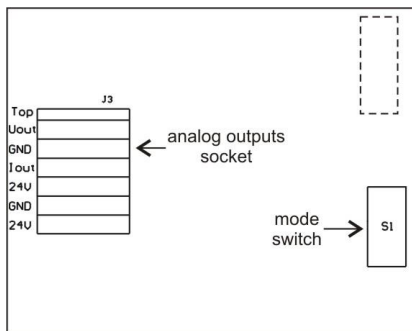 J3
Top
Uout
GND
Iout
24V
GND
24V
analog outputs
socket
mode
switch
S1